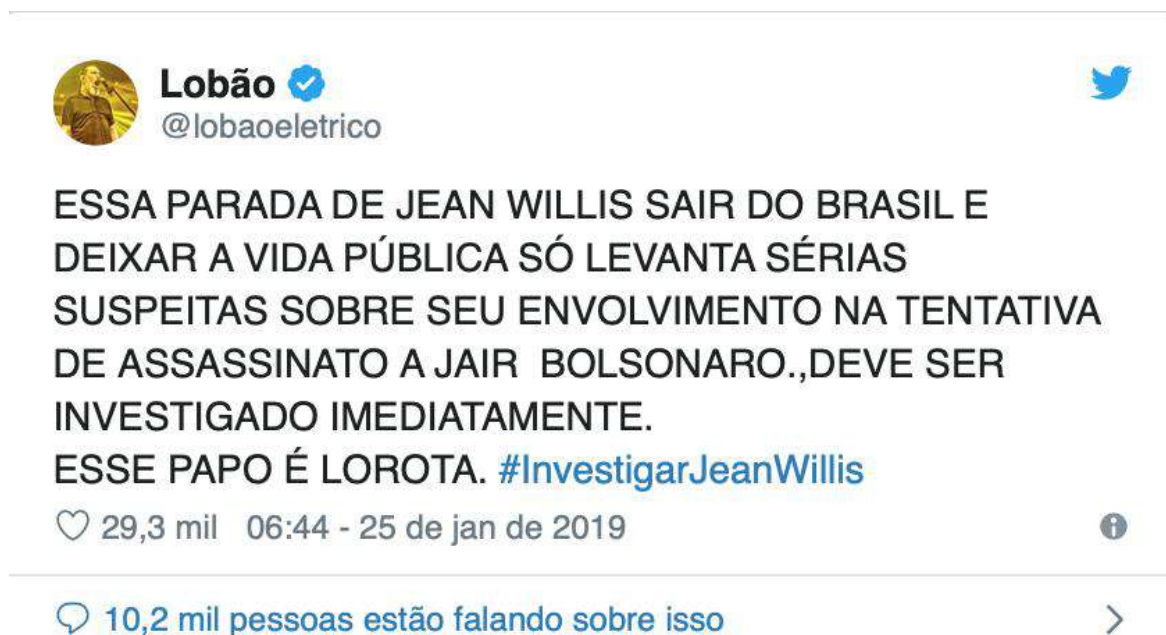 Lobão
@lobaoeletrico
ESSA PARADA DE JEAN WILLIS SAIR DO BRASIL E
DEIXAR A VIDA PÚBLICA SÓ LEVANTA SÉRIAS
SUSPEITAS SOBRE SEU ENVOLVIMENTO NA TENTATIVA
DE ASSASSINATO A JAIR  BOLSONARO.,DEVE SER
INVESTIGADO IMEDIATAMENTE.
ESSE PAPO É LOROTA. #InvestigarJeanWillis
29,3 mil 06:44 - 25 de jan de 2019
10,2 mil pessoas estão falando sobre isso